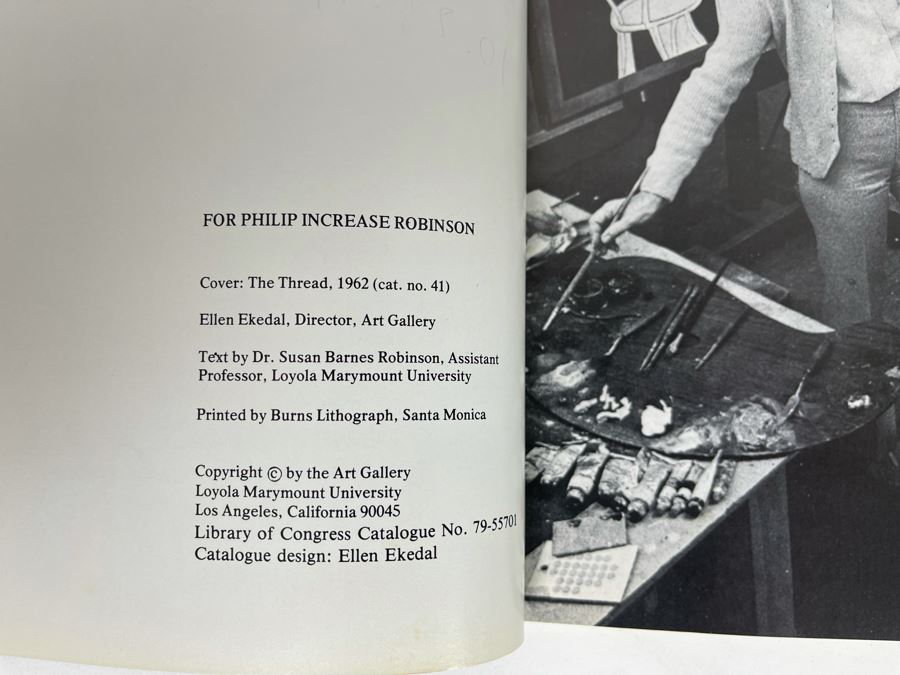 FOR PHILIP INCREASE ROBINSON
Cover: The Thread, 1962 (cat. no. 41)
Ellen Ekedal, Director, Art Gallery
Text by Dr. Susan Barnes Robinson, Assistant
Professor, Loyola Marymount University
Printed by Burns Lithograph, Santa Monica
Copyright © by the Art Gallery
Loyola Marymount University
Los Angeles, California 90045
Library of Congress Catalogue No. 79-55701
Catalogue design: Ellen Ekedal